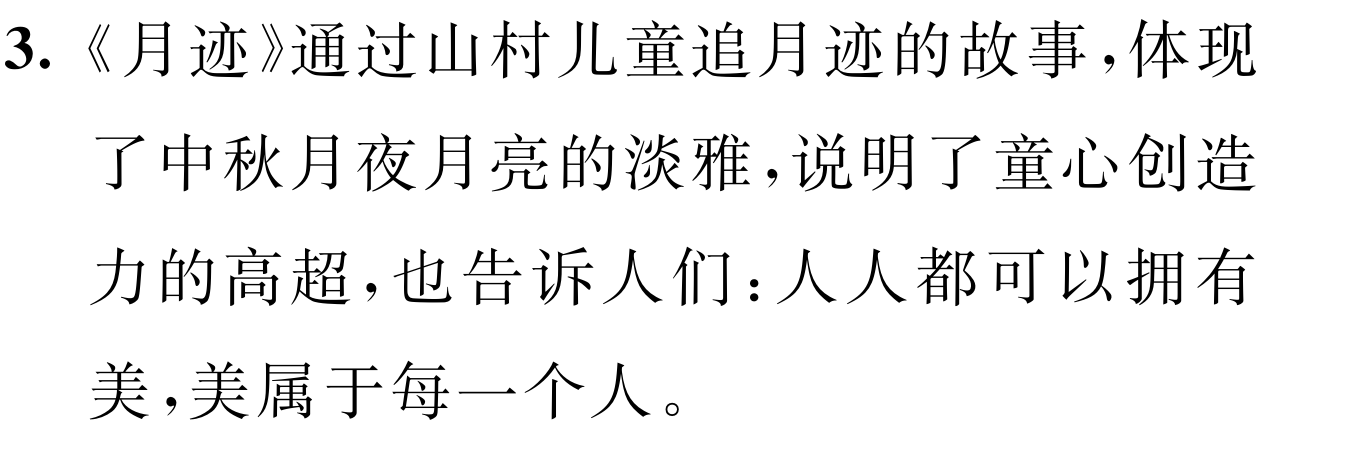 3.《月迹》通过山村儿童追月迹的故事,体现
了中秋月夜月亮的淡雅,说明了童心创造
力的高超,也告诉人们:人人都可以拥有
美,美属于每一个人。